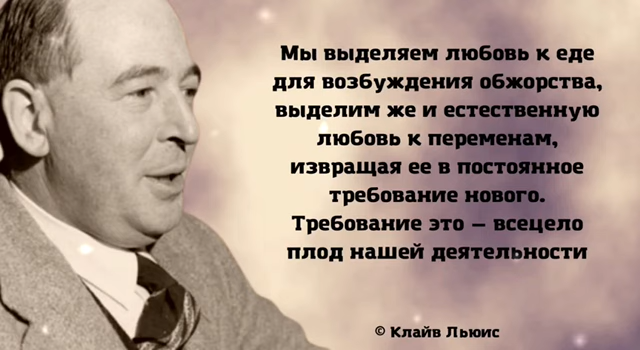 Мы выделяем любовь к еде
для возбуждения обжорства,
выделим же и естественную
любовь к переменам,
извращая ее в постоянное
требование нового.
Требование это – всецело
плод нашей деятельности
© Клайв Льюис